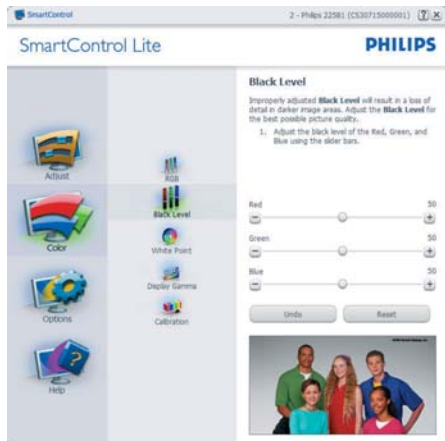 SmartControl
2 - Philips 225B1 (CS30715000001)
SmartControl Lite
PHILIPS
Adjust
Color
Options
Help
RGB
Black Level
White Point
Display Gamma
Calibration
Black Level
Improperly adjusted Black Level will result in a loss of
detail in darker image areas. Adjust the Black Level for
the best possible picture quality.
1. Adjust the black level of the Red, Green, and
Blue using the slider bars.
Red 50
Green 50
Blue 50
Undo Reset